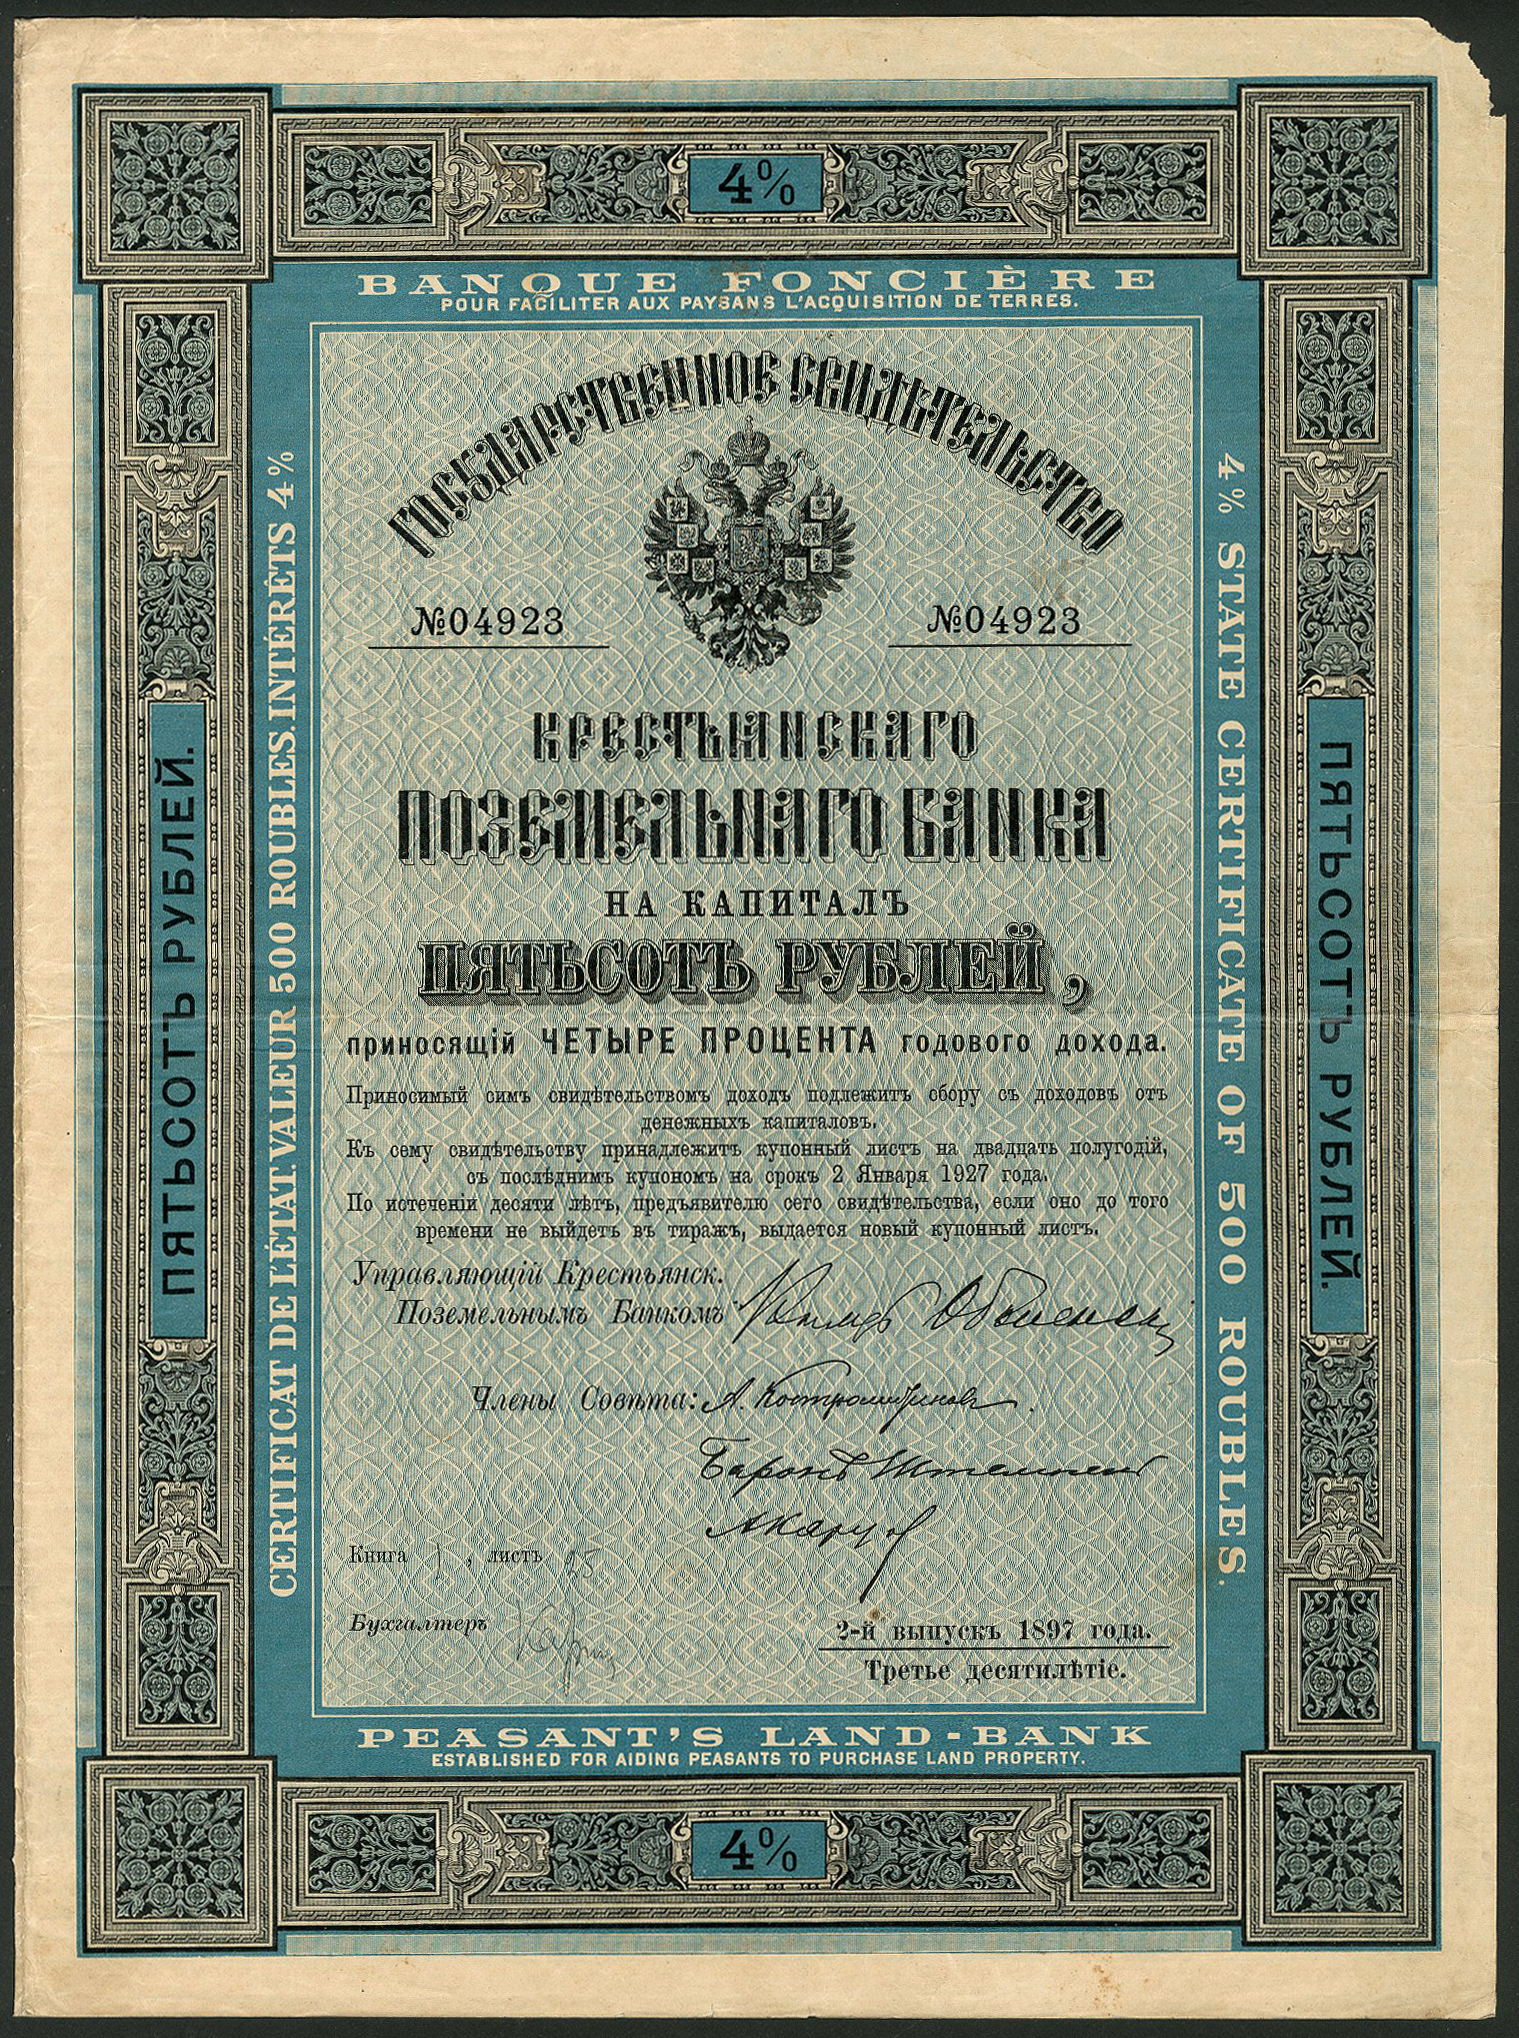 4%
BANQUE FONCIÈRE
POUR FACILITER AUX PAYSANS L'ACQUISITION DE TERRES.
ГОСУДАРСТВЕННОЕ СВИДѢТЕЛЬСТВО
№04923
№04923
КРЕСТЬЯНСКАГО
ПОЗЕМЕЛЬНАГО БАНКА
НА КАПИТАЛЪ
ПЯТЬСОТЪ РУБЛЕЙ,
приносящій ЧЕТЫРЕ ПРОЦЕНТА годового дохода.
Приносимый симъ свидѣтельствомъ доходъ подлежитъ сбору съ доходовъ отъ
денежныхъ капиталовъ.
Къ сему свидѣтельству принадлежитъ купонный листъ на двадцать полугодій,
съ послѣднимъ купономъ на срокъ 2 Января 1927 года.
По истеченіи десяти лѣтъ, предъявителю сего свидѣтельства, если оно до того
времени не выйдетъ въ тиражъ, выдается новый купонный листъ.
Управляющій Крестьянск.
Поземельнымъ Банкомъ
Члены Совѣта: А. Костромитиновъ.
Баронъ
Книга 1, листъ 25
Бухгалтеръ
2-й выпускъ 1897 года.
Третье десятилѣтіе.
PEASANT'S LAND-BANK
ESTABLISHED FOR AIDING PEASANTS TO PURCHASE LAND PROPERTY.
4%
ПЯТЬСОТЪ РУБЛЕЙ.
CERTIFICAT DE L'ÉTAT. VALEUR 500 ROUBLES. INTÉRÊTS 4%
4% STATE CERTIFICATE OF 500 ROUBLES.
ПЯТЬСОТЪ РУБЛЕЙ.